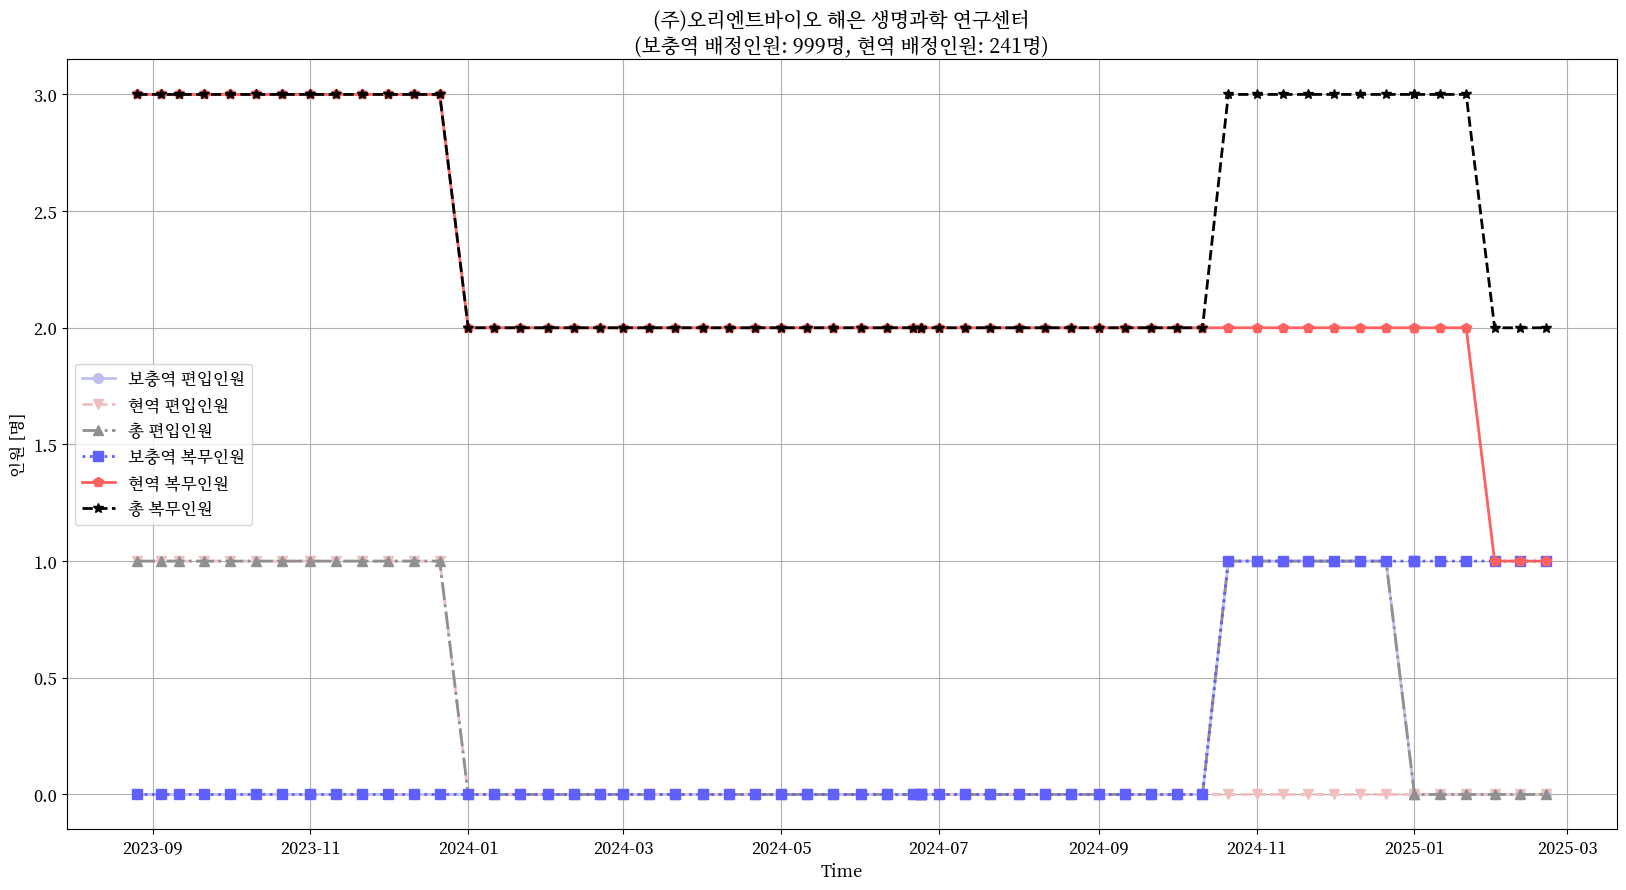 (주)오리엔트바이오 해은 생명과학 연구센터
(보충역 배정인원: 999명, 현역 배정인원: 241명)
인원 [명]
3.0
2.5
2.0
1.5
1.0
0.5
0.0
보충역 편입인원
현역 편입인원
총 편입인원
보충역 복무인원
현역 복무인원
총 복무인원
2023-09 2023-11 2024-01 2024-03 2024-05 2024-07 2024-09 2024-11 2025-01 2025-03
Time